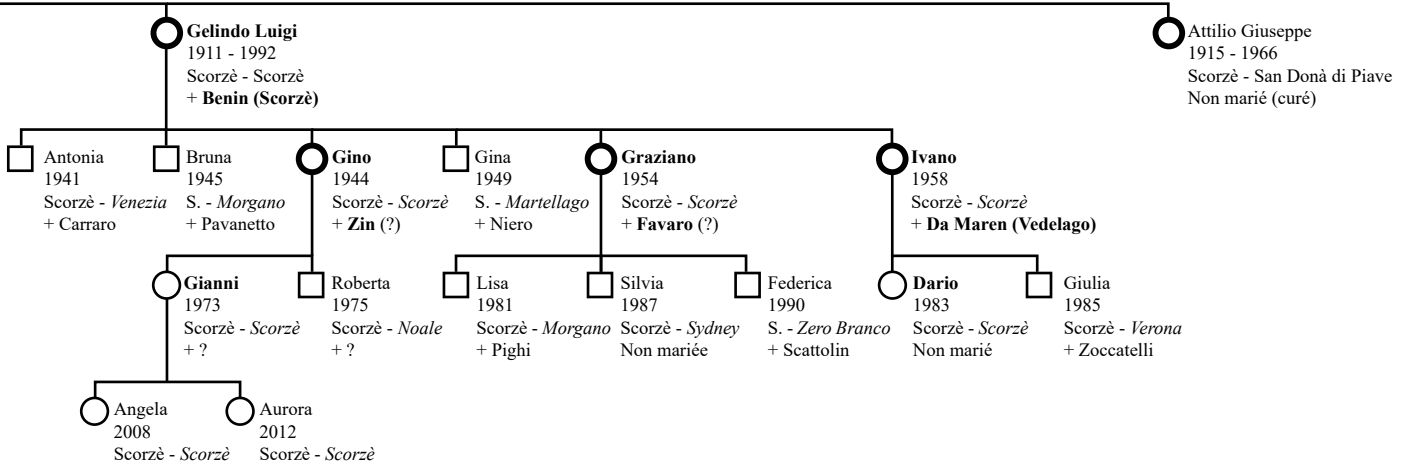 Gelindo Luigi
1911 - 1992
Scorzè - Scorzè
+ Benin (Scorzè)
Attilio Giuseppe
1915 - 1966
Scorzè - San Donà di Piave
Non marié (curé)
Antonia
1941
Scorzè - Venezia
+ Carraro
Bruna
1945
S. - Morgano
+ Pavanetto
Gino
1944
Scorzè - Scorzè
+ Zin (?)
Gina
1949
S. - Martellago
+ Niero
Graziano
1954
Scorzè - Scorzè
+ Favaro (?)
Ivano
1958
Scorzè - Scorzè
+ Da Maren (Vedelago)
Gianni
1973
Scorzè - Scorzè
+ ?
Roberta
1975
Scorzè - Noale
+ ?
Lisa
1981
Scorzè - Morgano
+ Pighi
Silvia
1987
Scorzè - Sydney
Non mariée
Federica
1990
S. - Zero Branco
+ Scattolin
Dario
1983
Scorzè - Scorzè
Non marié
Giulia
1985
Scorzè - Verona
+ Zoccatelli
Angela
2008
Scorzè - Scorzè
Aurora
2012
Scorzè - Scorzè